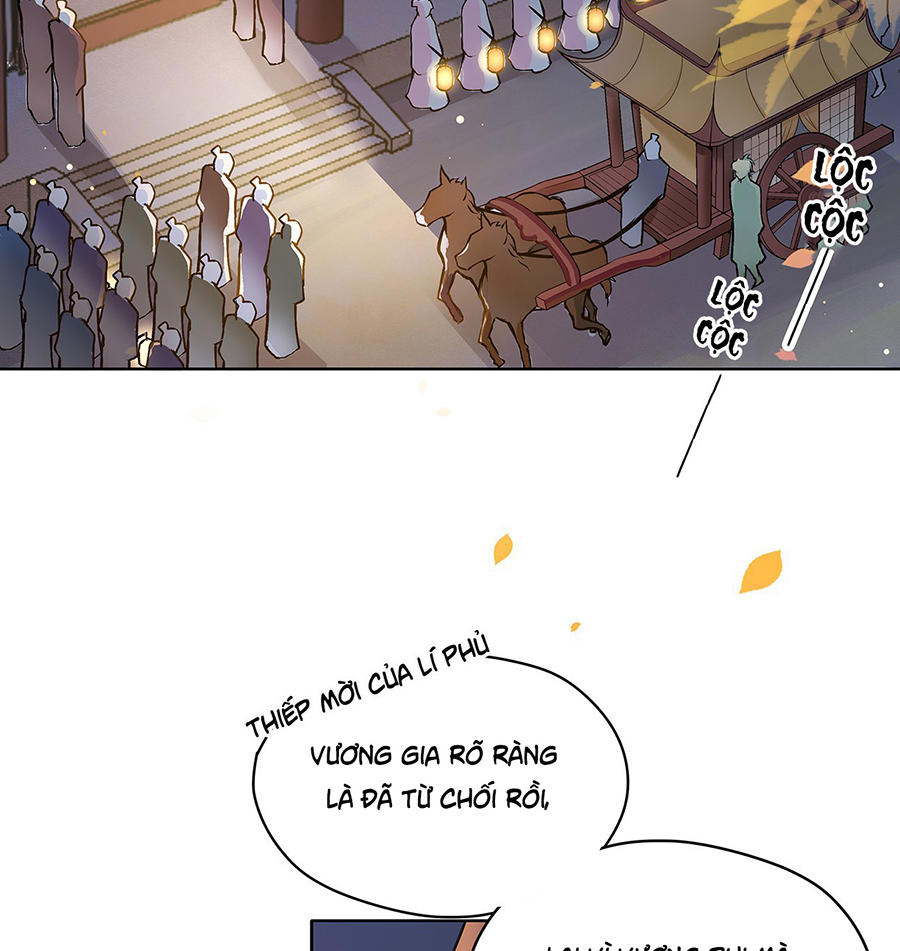 LỘC
CỘC
LỘC
CỘC
THIẾP MỜI CỦA LÍ PHỦ
VƯƠNG GIA RÕ RÀNG
LÀ ĐÃ TỪ CHỐI RỒI,